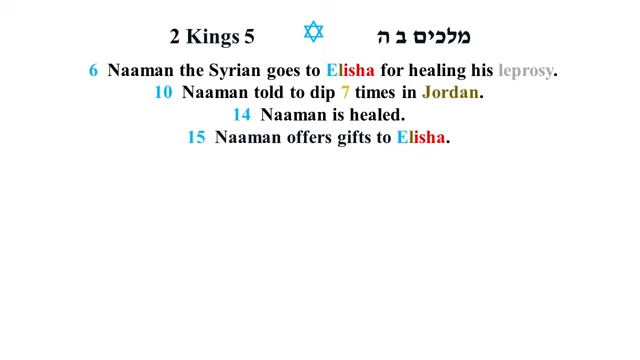 2 Kings 5 ✡ מלכים ב ה
6 Naaman the Syrian goes to Elisha for healing his leprosy.
10 Naaman told to dip 7 times in Jordan.
14 Naaman is healed.
15 Naaman offers gifts to Elisha.